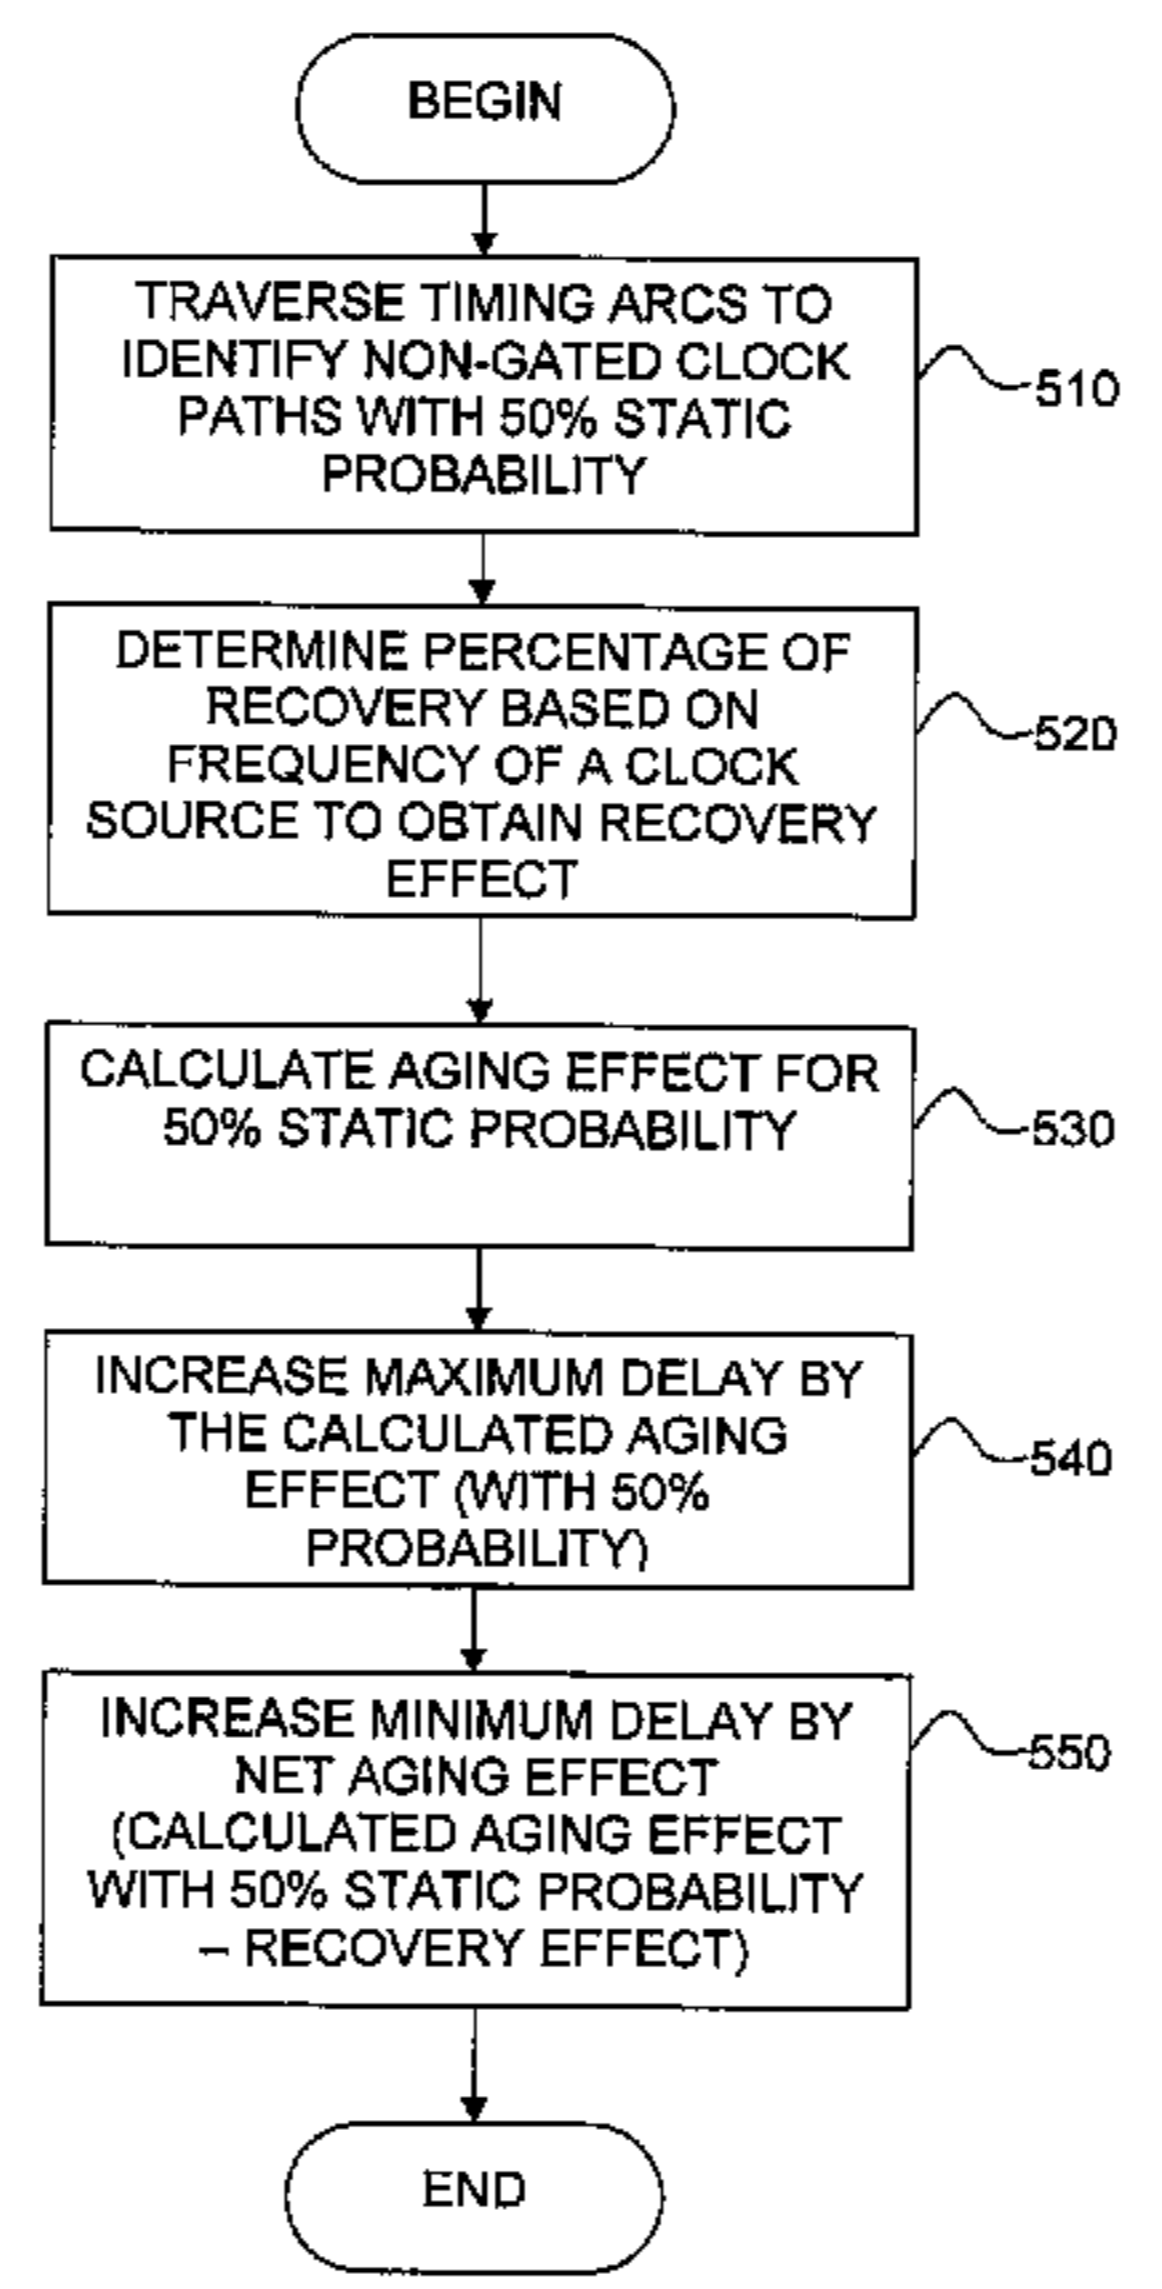 BEGIN
TRAVERSE TIMING ARCS TO
IDENTIFY NON-GATED CLOCK
PATHS WITH 50% STATIC
PROBABILITY
510
DETERMINE PERCENTAGE OF
RECOVERY BASED ON
FREQUENCY OF A CLOCK
SOURCE TO OBTAIN RECOVERY
EFFECT
520
CALCULATE AGING EFFECT FOR
50% STATIC PROBABILITY
530
INCREASE MAXIMUM DELAY BY
THE CALCULATED AGING
EFFECT (WITH 50%
PROBABILITY)
540
INCREASE MINIMUM DELAY BY
NET AGING EFFECT
(CALCULATED AGING EFFECT
WITH 50% STATIC PROBABILITY
– RECOVERY EFFECT)
550
END